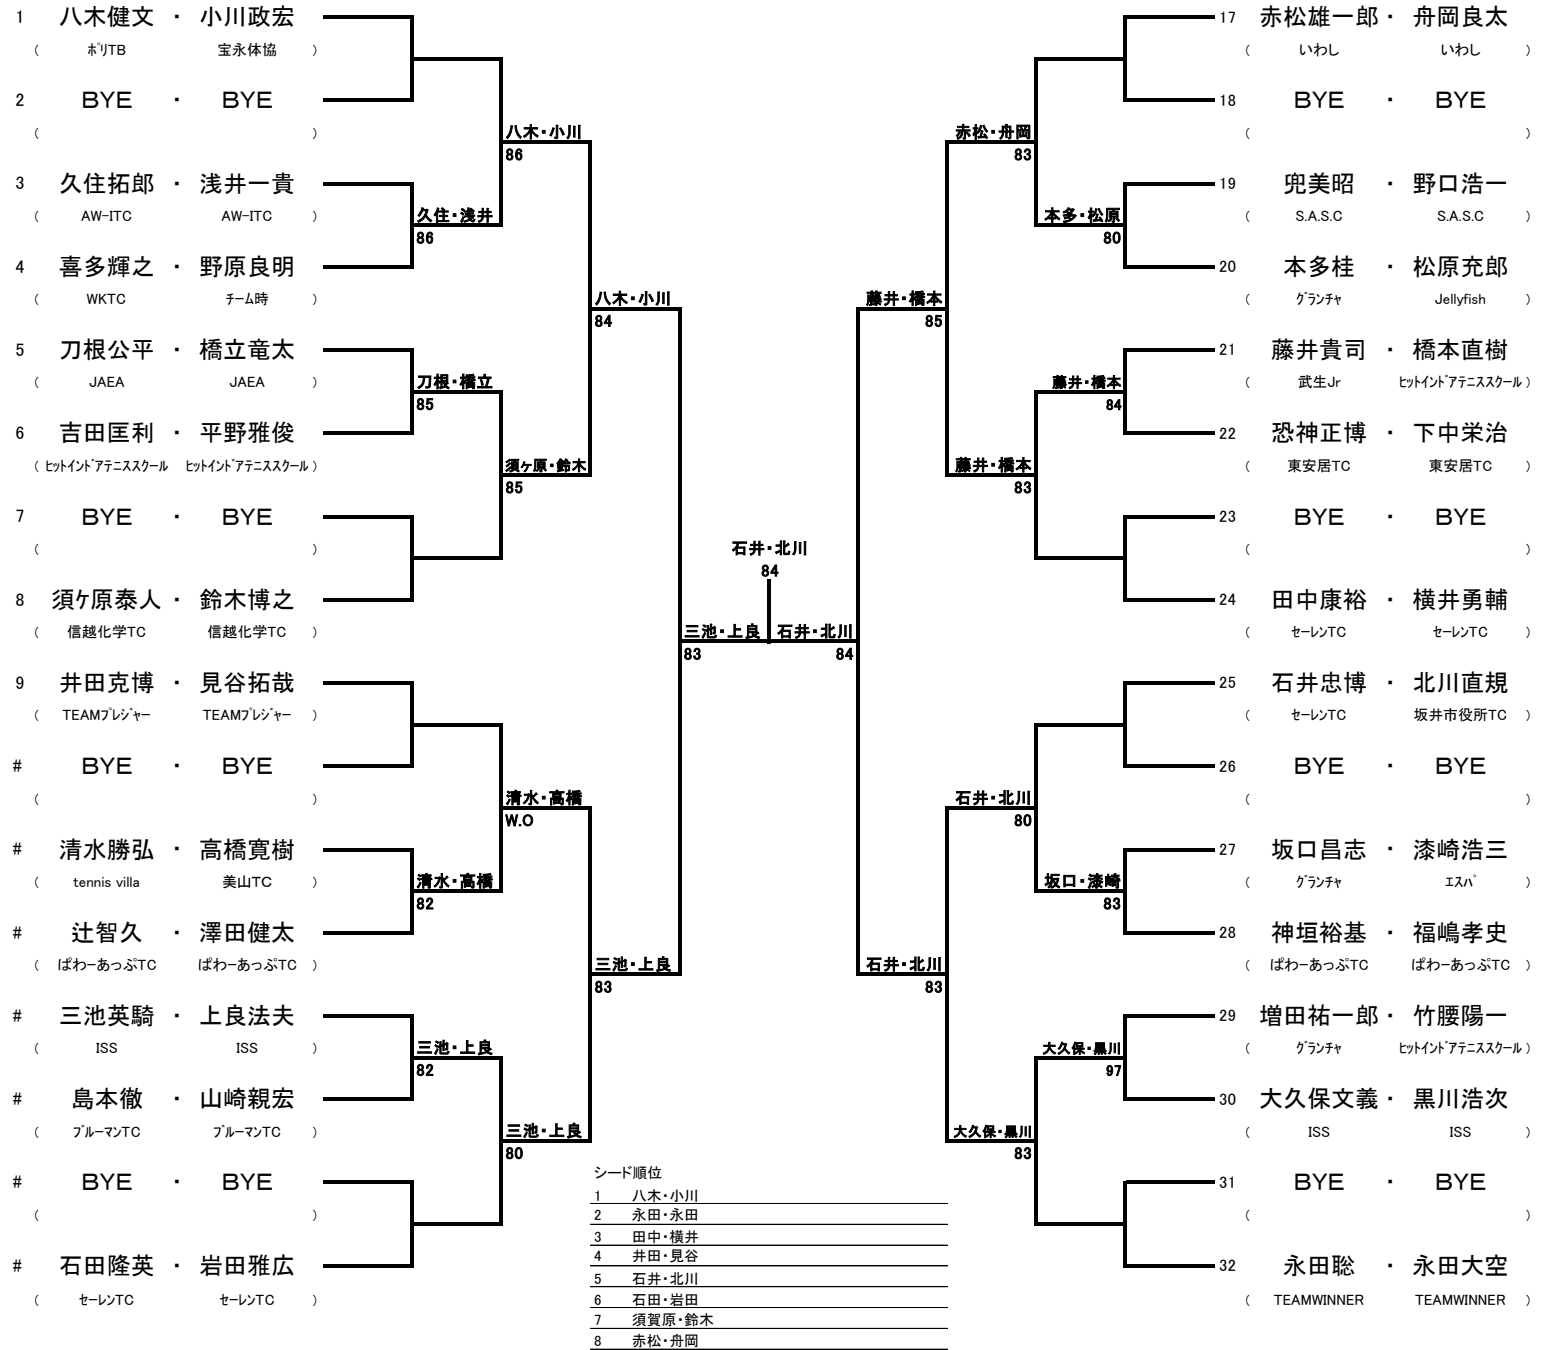 1 八木健文 ・ 小川政宏
( ﾎﾟﾘTB 宝永体協 )
2 BYE ・ BYE
( )
八木・小川
86
3 久住拓郎 ・ 浅井一貴
( AW-ITC AW-ITC )
久住・浅井
86
4 喜多輝之 ・ 野原良明
( WKTC ﾁｰﾑ時 )
八木・小川
84
5 刀根公平 ・ 橋立竜太
( JAEA JAEA )
刀根・橋立
85
6 吉田匡利 ・ 平野雅俊
( ﾋｯﾄｲﾝﾄﾞｱﾃﾆｽｽｸｰﾙ ﾋｯﾄｲﾝﾄﾞｱﾃﾆｽｽｸｰﾙ )
須ヶ原・鈴木
85
7 BYE ・ BYE
( )
8 須ケ原泰人 ・ 鈴木博之
( 信越化学TC 信越化学TC )
三池・上良
83
9 井田克博 ・ 見谷拓哉
( TEAMﾌﾟﾚｼﾞｬｰ TEAMﾌﾟﾚｼﾞｬｰ )
# BYE ・ BYE
( )
清水・高橋
W.O
# 清水勝弘 ・ 高橋寛樹
( tennis villa 美山TC )
清水・高橋
82
# 辻智久 ・ 澤田健太
( ぱわーあっぷTC ぱわーあっぷTC )
三池・上良
83
# 三池英騎 ・ 上良法夫
( ISS ISS )
三池・上良
82
# 島本徹 ・ 山崎親宏
( ﾌﾞﾙｰﾏﾝTC ﾌﾞﾙｰﾏﾝTC )
三池・上良
80
# BYE ・ BYE
( )
# 石田隆英 ・ 岩田雅広
( ｾｰﾚﾝTC ｾｰﾚﾝTC )
石井・北川
84
17 赤松雄一郎 ・ 舟岡良太
( いわし いわし )
18 BYE ・ BYE
( )
赤松・舟岡
83
19 兜美昭 ・ 野口浩一
( S.A.S.C S.A.S.C )
本多・松原
80
20 本多桂 ・ 松原充郎
( ｸﾞﾗﾝﾁｬ Jellyfish )
藤井・橋本
85
21 藤井貴司 ・ 橋本直樹
( 武生Jr ﾋｯﾄｲﾝﾄﾞｱﾃﾆｽｽｸｰﾙ )
藤井・橋本
84
22 恐神正博 ・ 下中栄治
( 東安居TC 東安居TC )
藤井・橋本
83
23 BYE ・ BYE
( )
24 田中康裕 ・ 横井勇輔
( ｾｰﾚﾝTC ｾｰﾚﾝTC )
石井・北川
84
25 石井忠博 ・ 北川直規
( ｾｰﾚﾝTC 坂井市役所TC )
26 BYE ・ BYE
( )
石井・北川
80
27 坂口昌志 ・ 漆崎浩三
( ｸﾞﾗﾝﾁｬ ｴｽﾊﾟ )
坂口・漆崎
83
28 神垣裕基 ・ 福嶋孝史
( ぱわーあっぷTC ぱわーあっぷTC )
石井・北川
83
29 増田祐一郎 ・ 竹腰陽一
( ｸﾞﾗﾝﾁｬ ﾋｯﾄｲﾝﾄﾞｱﾃﾆｽｽｸｰﾙ )
大久保・黒川
97
30 大久保文義 ・ 黒川浩次
( ISS ISS )
大久保・黒川
83
31 BYE ・ BYE
( )
32 永田聡 ・ 永田大空
( TEAMWINNER TEAMWINNER )
シード順位
1 八木・小川
2 永田・永田
3 田中・横井
4 井田・見谷
5 石井・北川
6 石田・岩田
7 須賀原・鈴木
8 赤松・舟岡